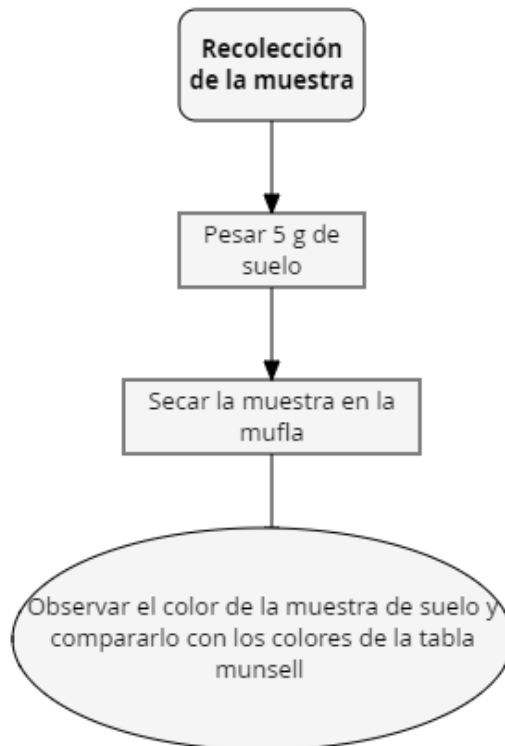 Recolección
de la muestra
Pesar 5 g de
suelo
Secar la muestra en la
mufla
Observar el color de la muestra de suelo y
compararlo con los colores de la tabla
munsell